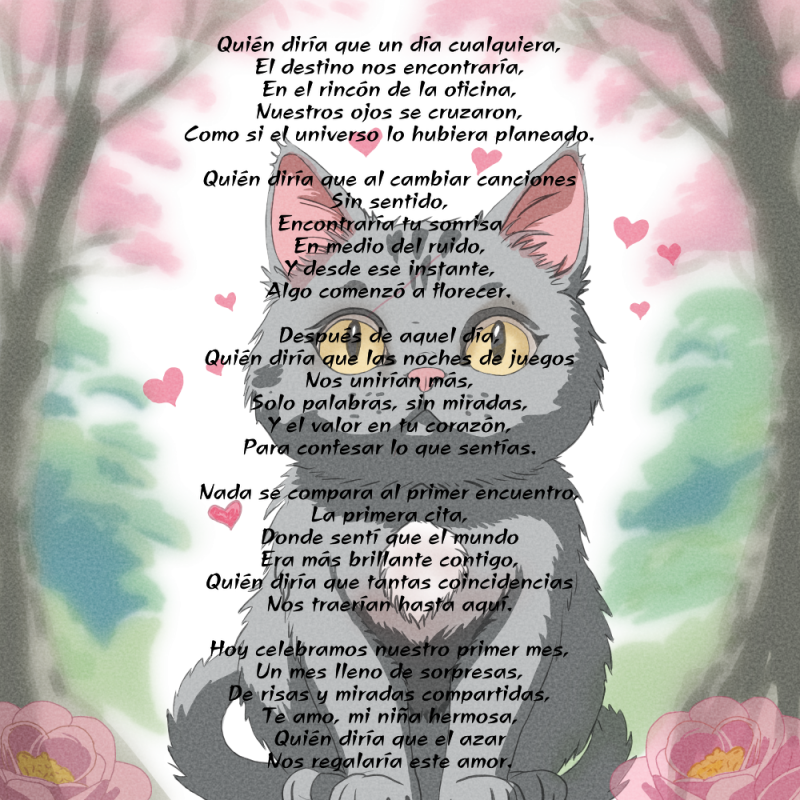 Quién diría que un día cualquiera,
El destino nos encontraría,
En el rincón de la oficina,
Nuestros ojos se cruzaron,
Como si el universo lo hubiera planeado.
Quién diría que al cambiar canciones
Sin sentido,
Encontraría tu sonrisa
En medio del ruido,
Y desde ese instante,
Algo comenzó a florecer.
Después de aquel día,
Quién diría que las noches de juegos
Nos unirían más,
Solo palabras, sin miradas,
Y el valor en tu corazón,
Para confesar lo que sentías.
Nada se compara al primer encuentro,
La primera cita,
Donde sentí que el mundo
Era más brillante contigo,
Quién diría que tantas coincidencias
Nos traerían hasta aquí.
Hoy celebramos nuestro primer mes,
Un mes lleno de sorpresas,
De risas y miradas compartidas,
Te amo, mi niña hermosa,
Quién diría que el azar
Nos regalaría este amor.